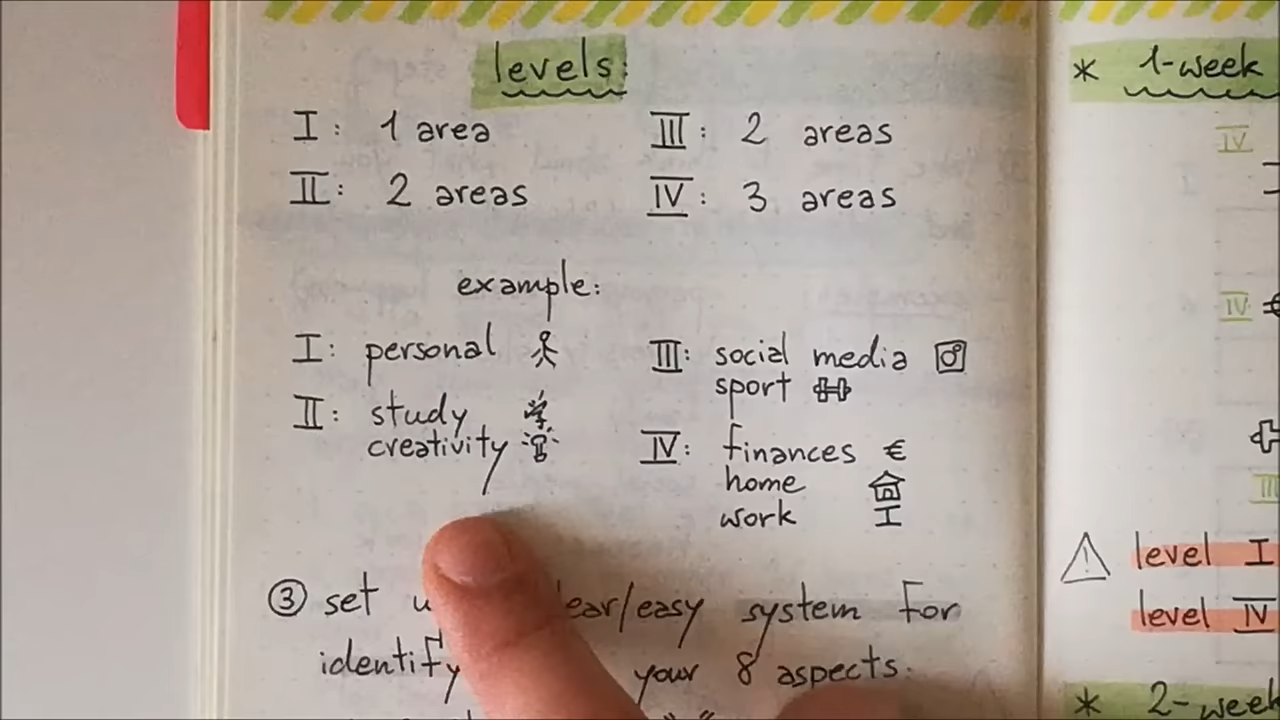 levels:
I: 1 area
II: 2 areas
III: 2 areas
IV: 3 areas
example:
I: personal
II: study
creativity
III: social media
sport
IV: finances €
home
work
③ set ear/easy system for
identify your 8 aspects.
* 1-week
IV
IV
III
⚠ level I
level IV
* 2-week